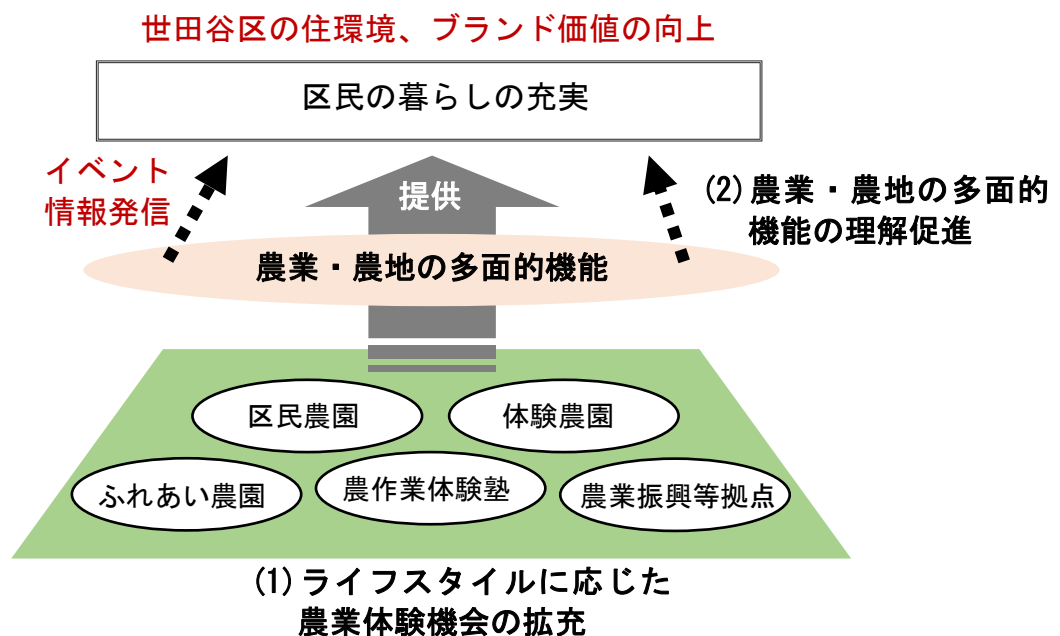 世田谷区の住環境、ブランド価値の向上
区民の暮らしの充実
イベント
情報発信
提供
(2)農業・農地の多面的
機能の理解促進
農業・農地の多面的機能
区民農園
体験農園
ふれあい農園
農作業体験塾
農業振興等拠点
(1)ライフスタイルに応じた
農業体験機会の拡充